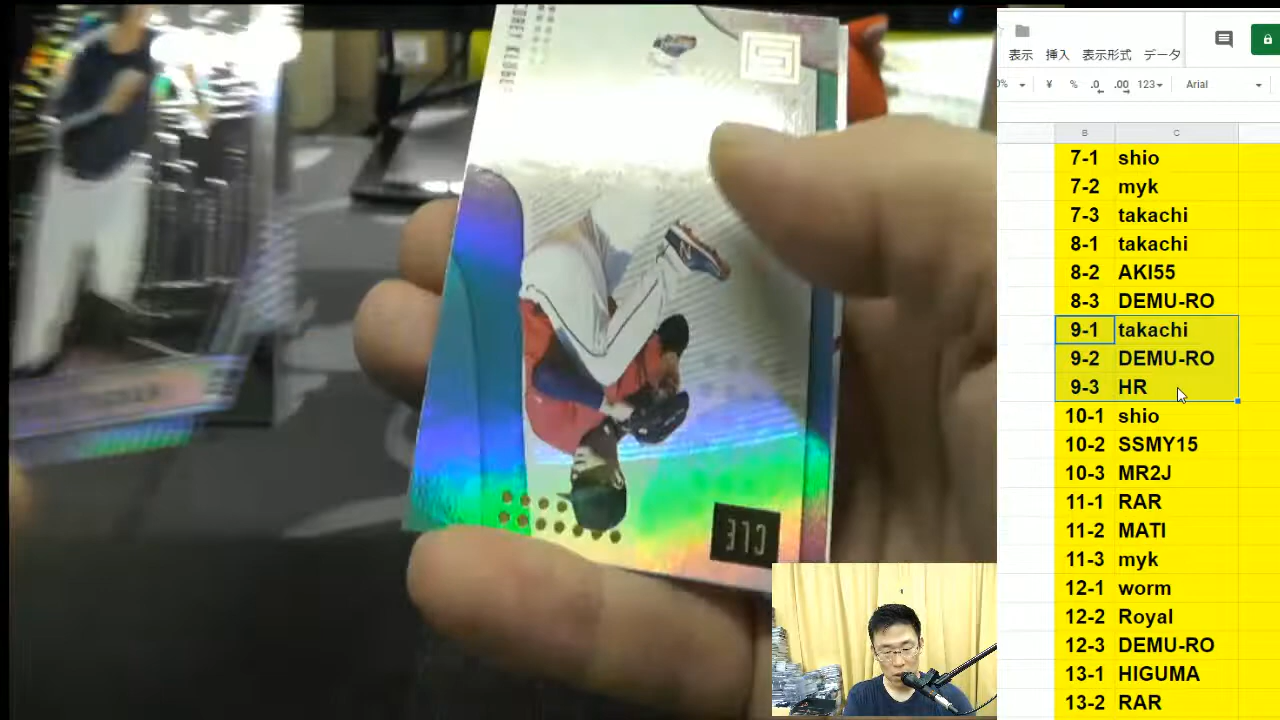 COREY KLUBER
CLE
表示 挿入 表示形式 データ
0% ¥ % .0 .00 123 Arial
B C
7-1 shio
7-2 myk
7-3 takachi
8-1 takachi
8-2 AKI55
8-3 DEMU-RO
9-1 takachi
9-2 DEMU-RO
9-3 HR
10-1 shio
10-2 SSMY15
10-3 MR2J
11-1 RAR
11-2 MATI
11-3 myk
12-1 worm
12-2 Royal
12-3 DEMU-RO
13-1 HIGUMA
13-2 RAR